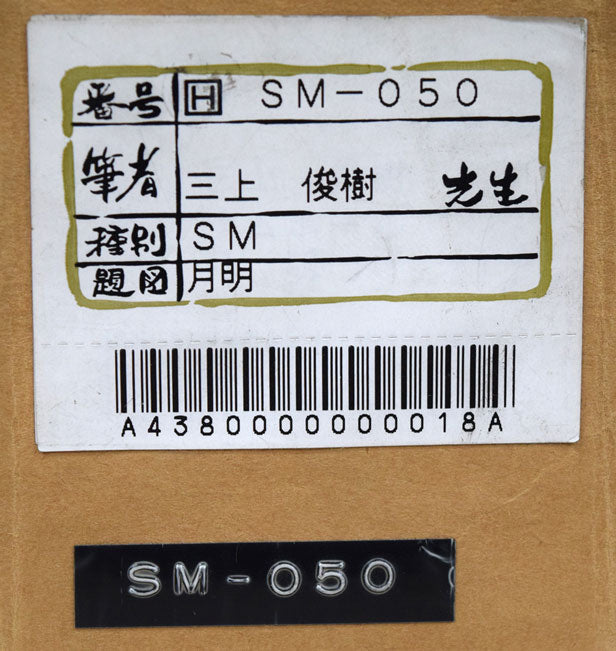 番号 H SM-050
筆者 三上 俊樹 先生
種別 SM
題図 月明
A43800000000018A
SM-050